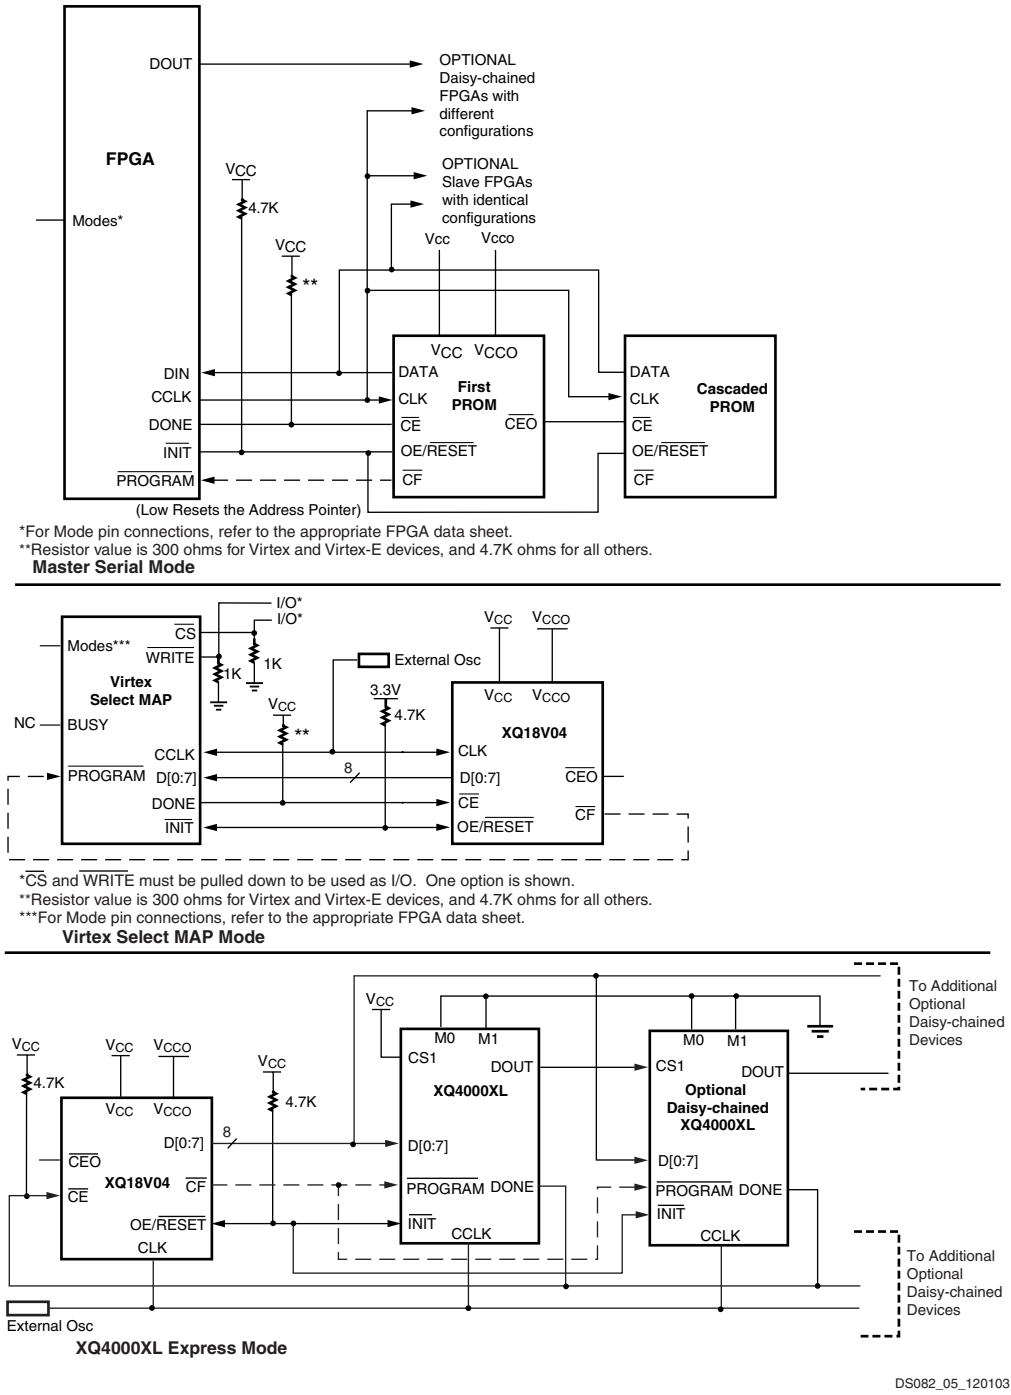 DOUT
OPTIONAL
Daisy-chained
FPGAs with
different
configurations
FPGA
VCC
4.7K
OPTIONAL
Slave FPGAs
with identical
configurations
Modes*
VCC
**
Vcc
Vcco
VCC
VCCO
DIN
CCLK
DONE
INIT
PROGRAM
DATA
CLK
CE
OE/RESET
CF
First
PROM
CEO
DATA
CLK
CE
OE/RESET
CF
Cascaded
PROM
(Low Resets the Address Pointer)
*For Mode pin connections, refer to the appropriate FPGA data sheet.
**Resistor value is 300 ohms for Virtex and Virtex-E devices, and 4.7K ohms for all others.
Master Serial Mode
I/O*
I/O*
CS
WRITE
Modes***
1K
1K
Virtex
Select MAP
External Osc
VCC
VCCO
VCC
VCCO
3.3V
4.7K
VCC
**
XQ18V04
NC
BUSY
CCLK
PROGRAM
D[0:7]
DONE
INIT
8
CLK
D[0:7]
CE
OE/RESET
CEO
CF
*CS and WRITE must be pulled down to be used as I/O. One option is shown.
**Resistor value is 300 ohms for Virtex and Virtex-E devices, and 4.7K ohms for all others.
***For Mode pin connections, refer to the appropriate FPGA data sheet.
Virtex Select MAP Mode
To Additional
Optional
Daisy-chained
Devices
VCC
M0
M1
CS1
DOUT
XQ4000XL
D[0:7]
PROGRAM
DONE
INIT
CCLK
M0
M1
CS1
DOUT
Optional
Daisy-chained
XQ4000XL
D[0:7]
PROGRAM
DONE
INIT
CCLK
VCC
4.7K
VCC
VCCO
VCC
VCCO
VCC
4.7K
D[0:7]
8
CEO
XQ18V04
CF
CE
OE/RESET
CLK
To Additional
Optional
Daisy-chained
Devices
External Osc
XQ4000XL Express Mode
DS082_05_120103